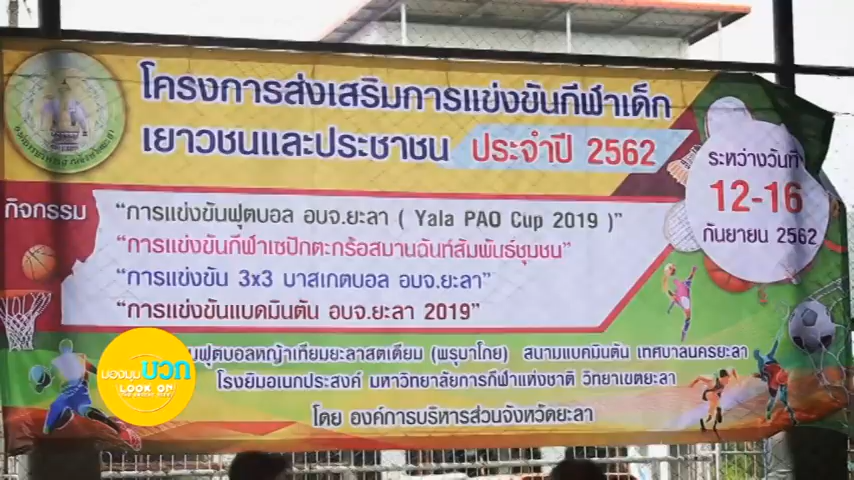 โครงการส่งเสริมการแข่งขันกีฬาเด็ก
เยาวชนและประชาชน ประจำปี 2562
ระหว่างวันที่
12-16
กันยายน 2562
กิจกรรม
"การแข่งขันฟุตบอล อบจ.ยะลา ( Yala PAO Cup 2019 )"
"การแข่งขันกีฬาเซปักตะกร้อสมานฉันท์สัมพันธ์ชุมชน"
"การแข่งขัน 3x3 บาสเกตบอล อบจ.ยะลา"
"การแข่งขันแบดมินตัน อบจ.ยะลา 2019"
มฟุตบอลหญ้าเทียมยะลาสตเดียม (พรุบาโกย) สนามแบดมินตัน เทศบาลนครยะลา
โรงยิมอเนกประสงค์ มหาวิทยาลัยการกีฬาแห่งชาติ วิทยาเขตยะลา
โดย องค์การบริหารส่วนจังหวัดยะลา
มองมุมบวก
LOOK ON